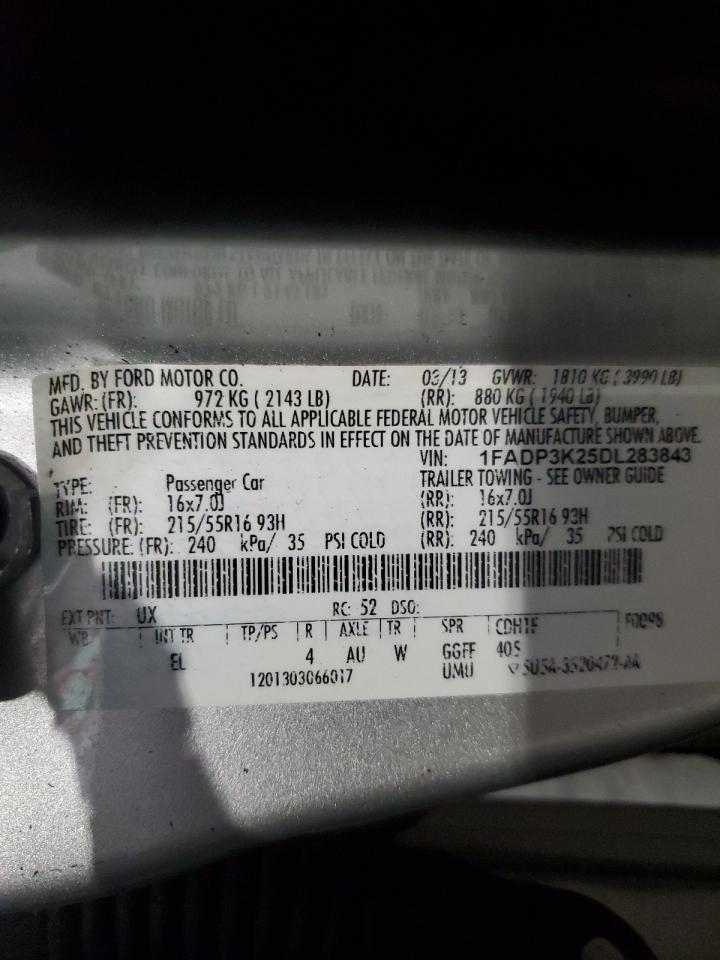 MFD. BY FORD MOTOR CO. DATE: 03/13 GVWR: 1810 KG ( 3990 LB)
GAWR: (FR): 972 KG ( 2143 LB) (RR): 880 KG ( 1940 LB)
THIS VEHICLE CONFORMS TO ALL APPLICABLE FEDERAL MOTOR VEHICLE SAFETY, BUMPER,
AND THEFT PREVENTION STANDARDS IN EFFECT ON THE DATE OF MANUFACTURE SHOWN ABOVE.
VIN: 1FADP3K25DL283843
TYPE: Passenger Car TRAILER TOWING - SEE OWNER GUIDE
RIM: (FR): 16x7.0J (RR): 16x7.0J
TIRE: (FR): 215/55R16 93H (RR): 215/55R16 93H
PRESSURE: (FR): 240 kPa/ 35 PSI COLD (RR): 240 kPa/ 35 PSI COLD
EXT PNT: UX RC: 52 DSO: F0098
WB INT TR TP/PS R AXLE TR SPR CDH1F
EL 4 AU W GGFF 405
1201303066017 UMU